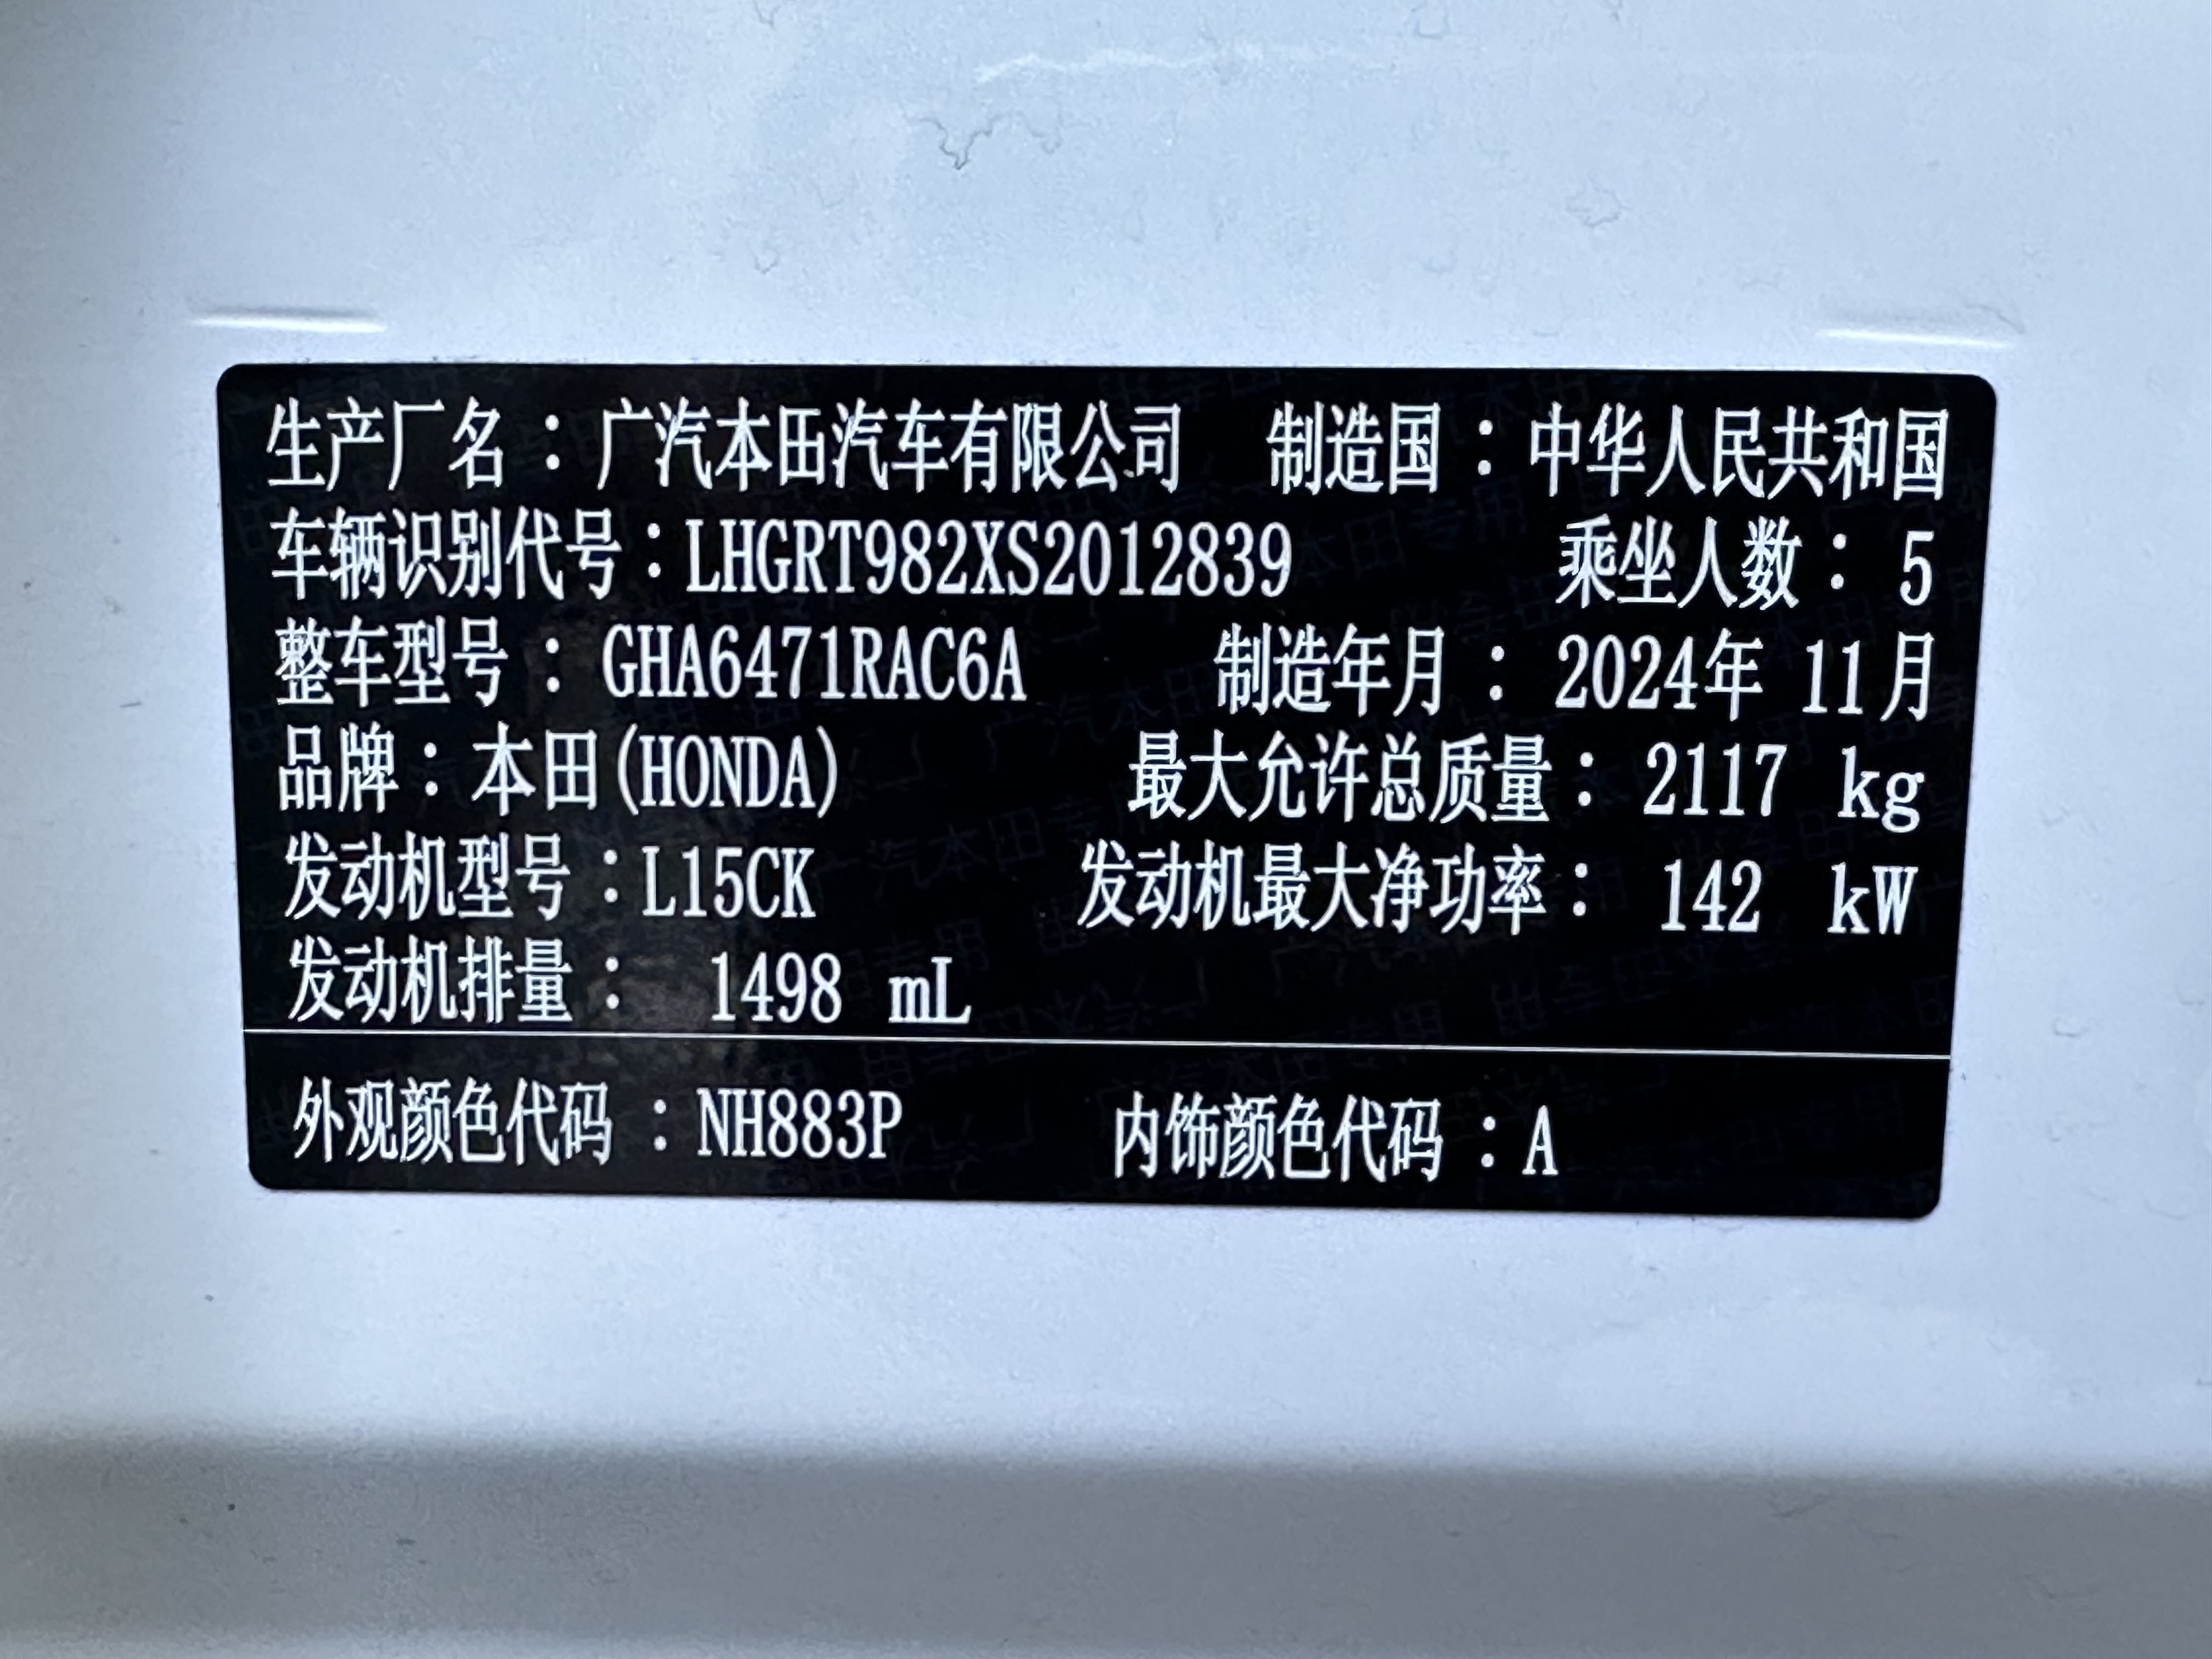 生产厂名：广汽本田汽车有限公司 制造国：中华人民共和国
车辆识别代号：LHGRT982XS2012839 乘坐人数：5
整车型号：GHA6471RAC6A 制造年月：2024年 11月
品牌：本田(HONDA) 最大允许总质量：2117 kg
发动机型号：L15CK 发动机最大净功率：142 kW
发动机排量：1498 mL
外观颜色代码：NH883P 内饰颜色代码：A